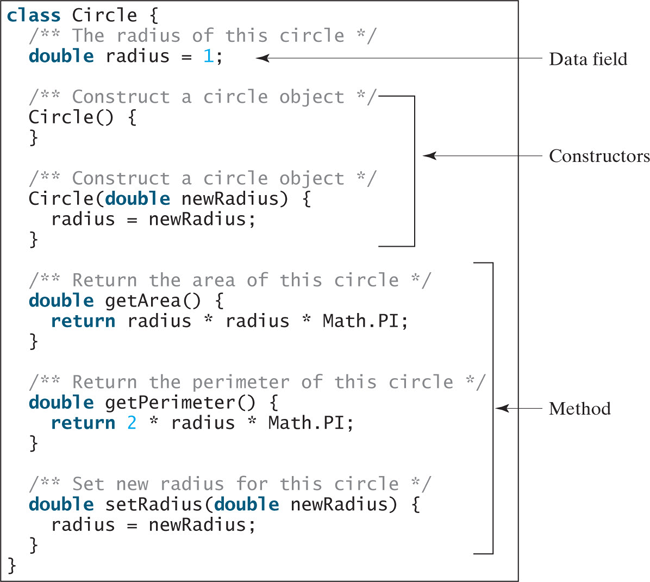 class Circle {
/** The radius of this circle */
double radius = 1;
Data field
/** Construct a circle object */
Circle() {
}
Constructors
/** Construct a circle object */
Circle(double newRadius) {
radius = newRadius;
}
/** Return the area of this circle */
double getArea() {
return radius * radius * Math.PI;
}
/** Return the perimeter of this circle */
double getPerimeter() {
return 2 * radius * Math.PI;
}
Method
/** Set new radius for this circle */
double setRadius(double newRadius) {
radius = newRadius;
}
}